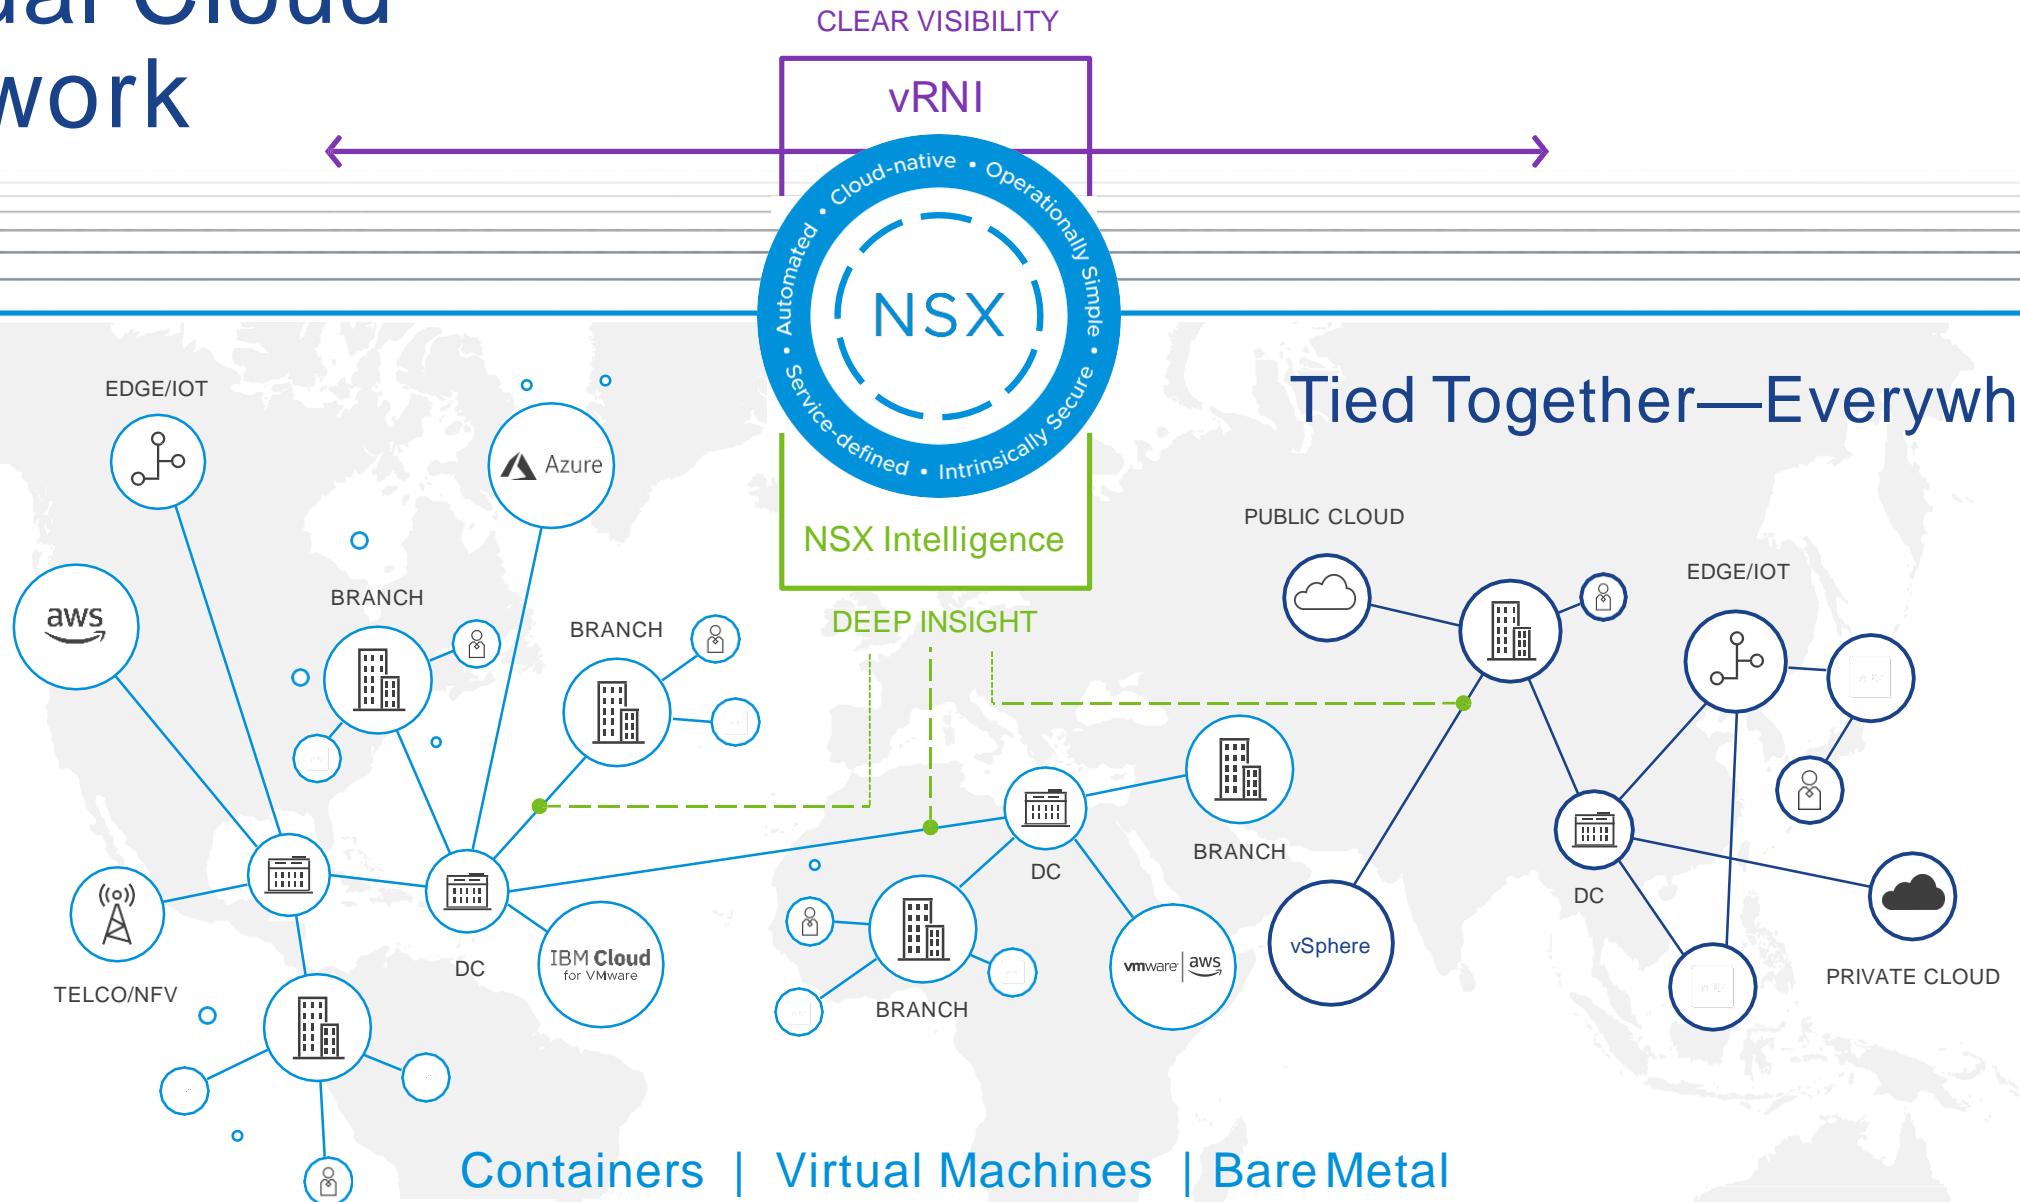 ual Cloud
work
CLEAR VISIBILITY
vRNI
Automated • Cloud-native • Operationally Simple • Intrinsically Secure • Service-defined •
NSX
Tied Together—Everywh
NSX Intelligence
DEEP INSIGHT
EDGE/IOT
Azure
aws
BRANCH
BRANCH
PUBLIC CLOUD
EDGE/IOT
BRANCH
DC
DC
TELCO/NFV
DC
IBM Cloud
for VMware
BRANCH
vmware | aws
vSphere
PRIVATE CLOUD
Containers | Virtual Machines | Bare Metal